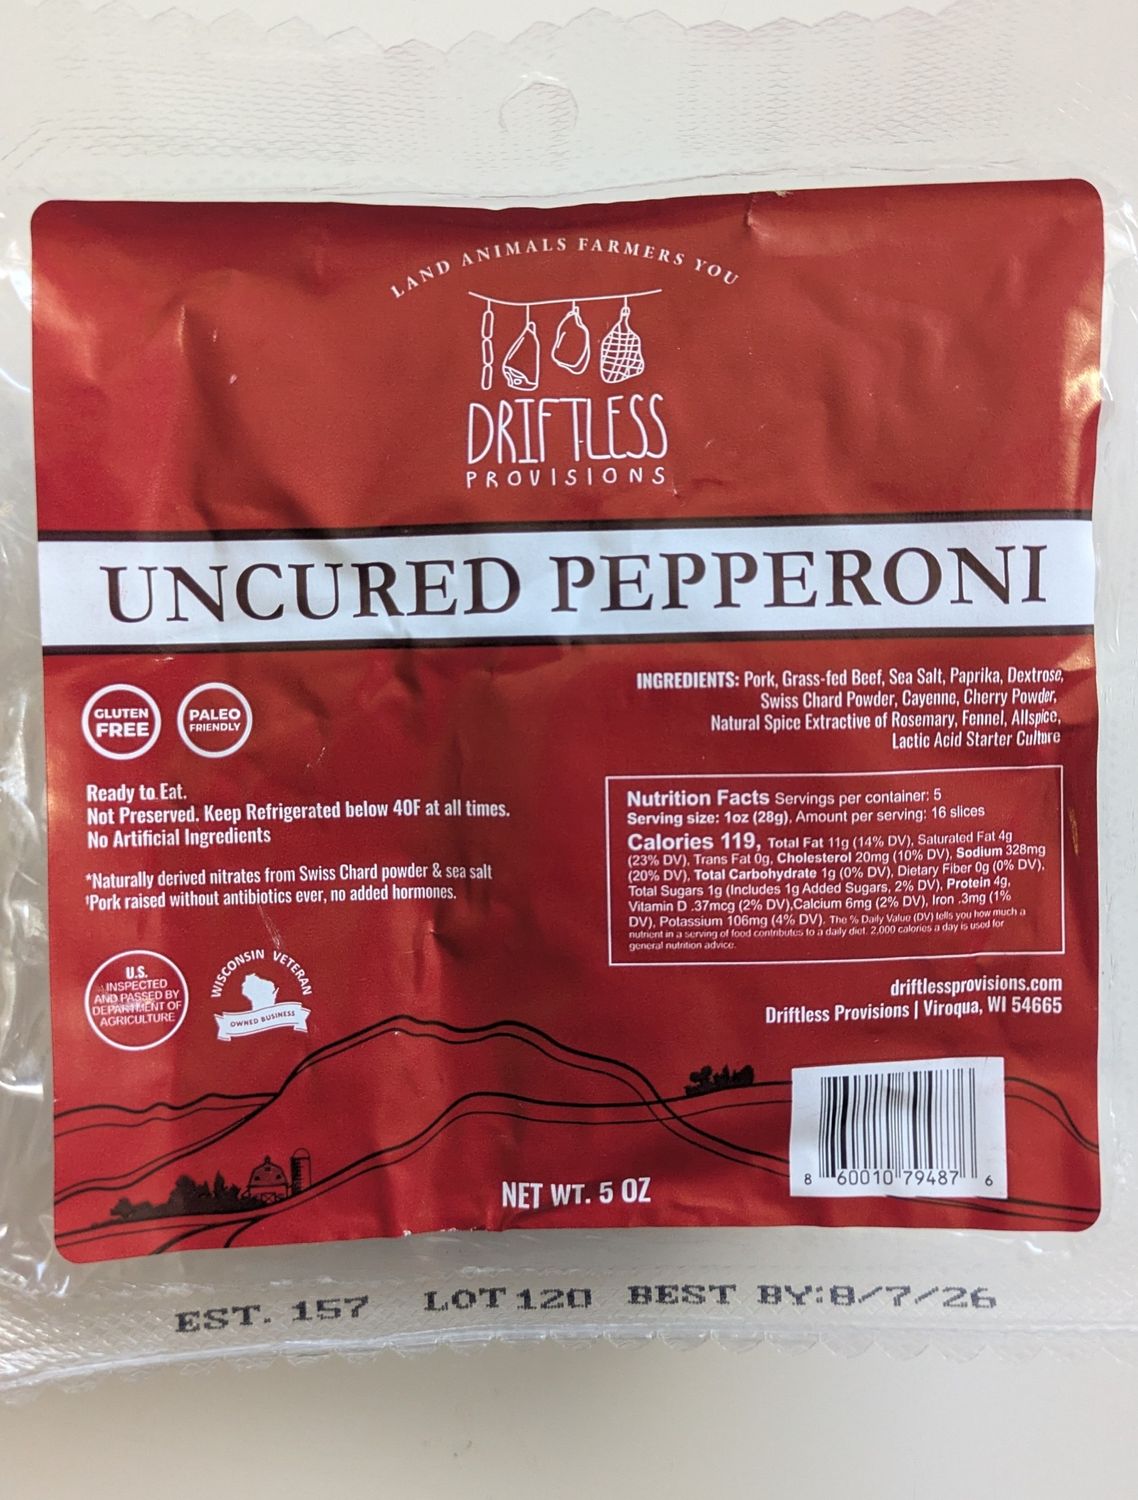 LAND ANIMALS FARMERS YOU
DRIFTLESS
PROVISIONS
UNCURED PEPPERONI
GLUTEN
FREE
PALEO
FRIENDLY
Ready to Eat.
Not Preserved. Keep Refrigerated below 40F at all times.
No Artificial Ingredients
*Naturally derived nitrates from Swiss Chard powder & sea salt
†Pork raised without antibiotics ever, no added hormones.
U.S.
INSPECTED
AND PASSED BY
DEPARTMENT OF
AGRICULTURE
WISCONSIN VETERAN
OWNED BUSINESS
INGREDIENTS: Pork, Grass-fed Beef, Sea Salt, Paprika, Dextrose,
Swiss Chard Powder, Cayenne, Cherry Powder,
Natural Spice Extractive of Rosemary, Fennel, Allspice,
Lactic Acid Starter Culture
Nutrition Facts Servings per container: 5
Serving size: 1oz (28g), Amount per serving: 16 slices
Calories 119, Total Fat 11g (14% DV), Saturated Fat 4g
(23% DV), Trans Fat 0g, Cholesterol 20mg (10% DV), Sodium 328mg
(20% DV), Total Carbohydrate 1g (0% DV), Dietary Fiber 0g (0% DV),
Total Sugars 1g (Includes 1g Added Sugars, 2% DV), Protein 4g,
Vitamin D .37mcg (2% DV),Calcium 6mg (2% DV), Iron .3mg (1%
DV), Potassium 106mg (4% DV). The % Daily Value (DV) tells you how much a
nutrient in a serving of food contributes to a daily diet. 2,000 calories a day is used for
general nutrition advice.
driftlessprovisions.com
Driftless Provisions | Viroqua, WI 54665
8 60010 79487 6
NET WT. 5 OZ
EST. 157 LOT 120 BEST BY:8/7/26